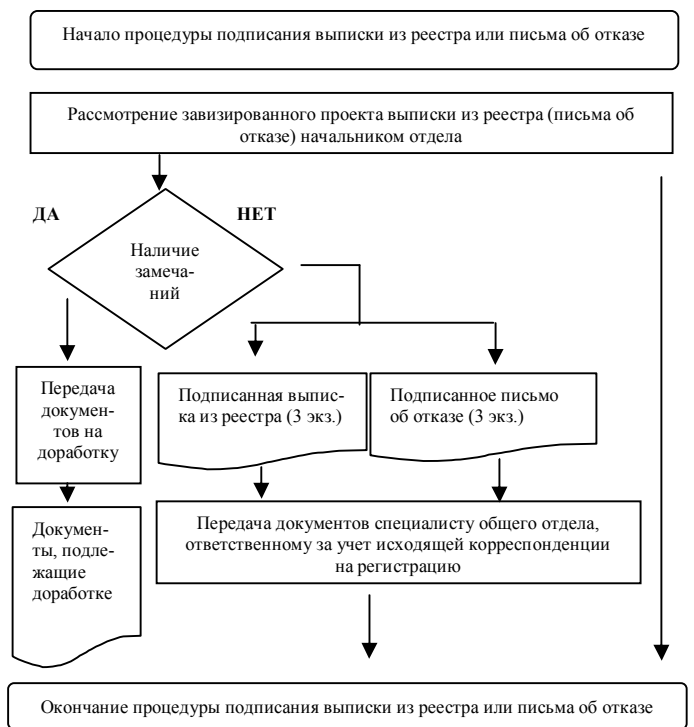 Начало процедуры подписания выписки из реестра или письма об отказе
Рассмотрение завизированного проекта выписки из реестра (письма об
отказе) начальником отдела
ДА
НЕТ
Наличие
замеча-
ний
Передача
докумен-
тов на
доработку
Подписанная выпис-
ка из реестра (3 экз.)
Подписанное письмо
об отказе (3 экз.)
Докумен-
ты, подле-
жащие
доработке
Передача документов специалисту общего отдела,
ответственному за учет исходящей корреспонденции
на регистрацию
Окончание процедуры подписания выписки из реестра или письма об отказе